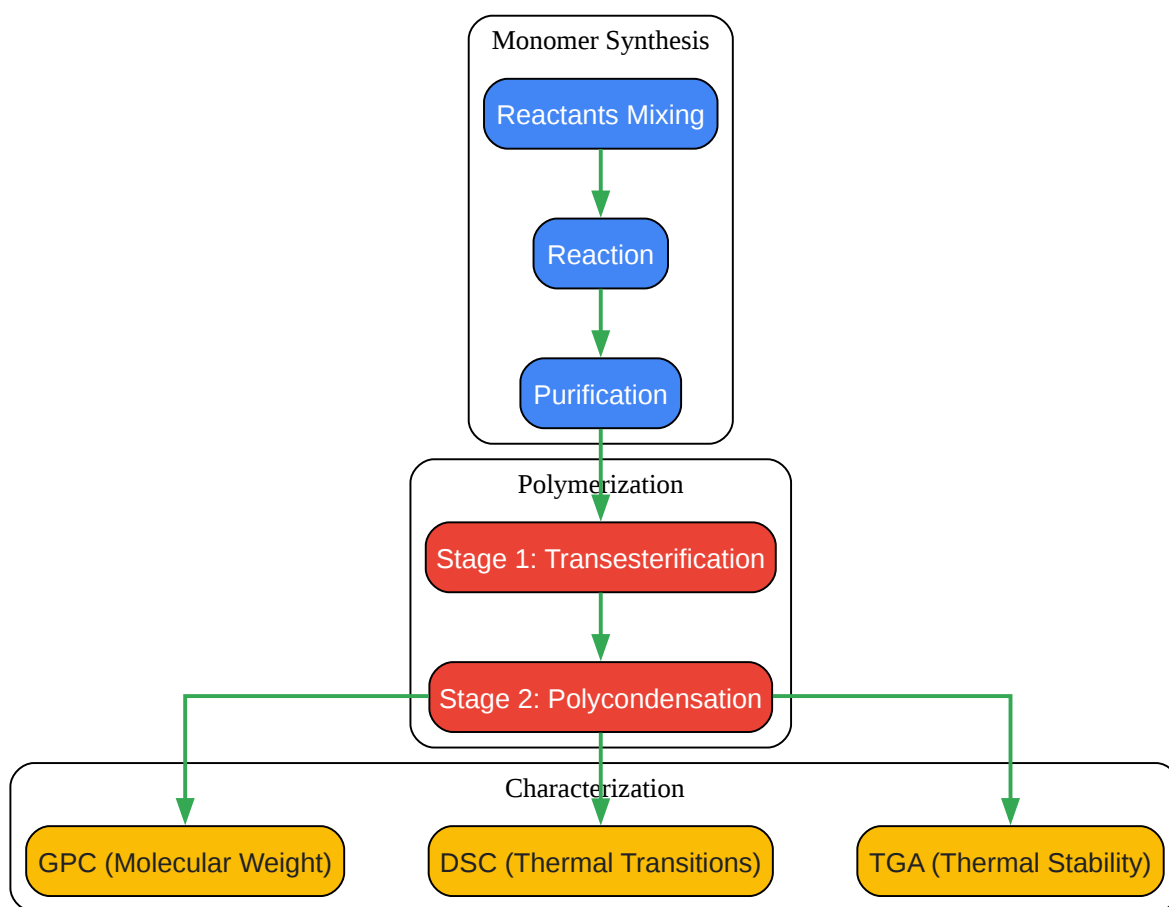 Monomer Synthesis
Reactants Mixing
Reaction
Purification
Polymerization
Stage 1: Transesterification
Stage 2: Polycondensation
Characterization
GPC (Molecular Weight)
DSC (Thermal Transitions)
TGA (Thermal Stability)